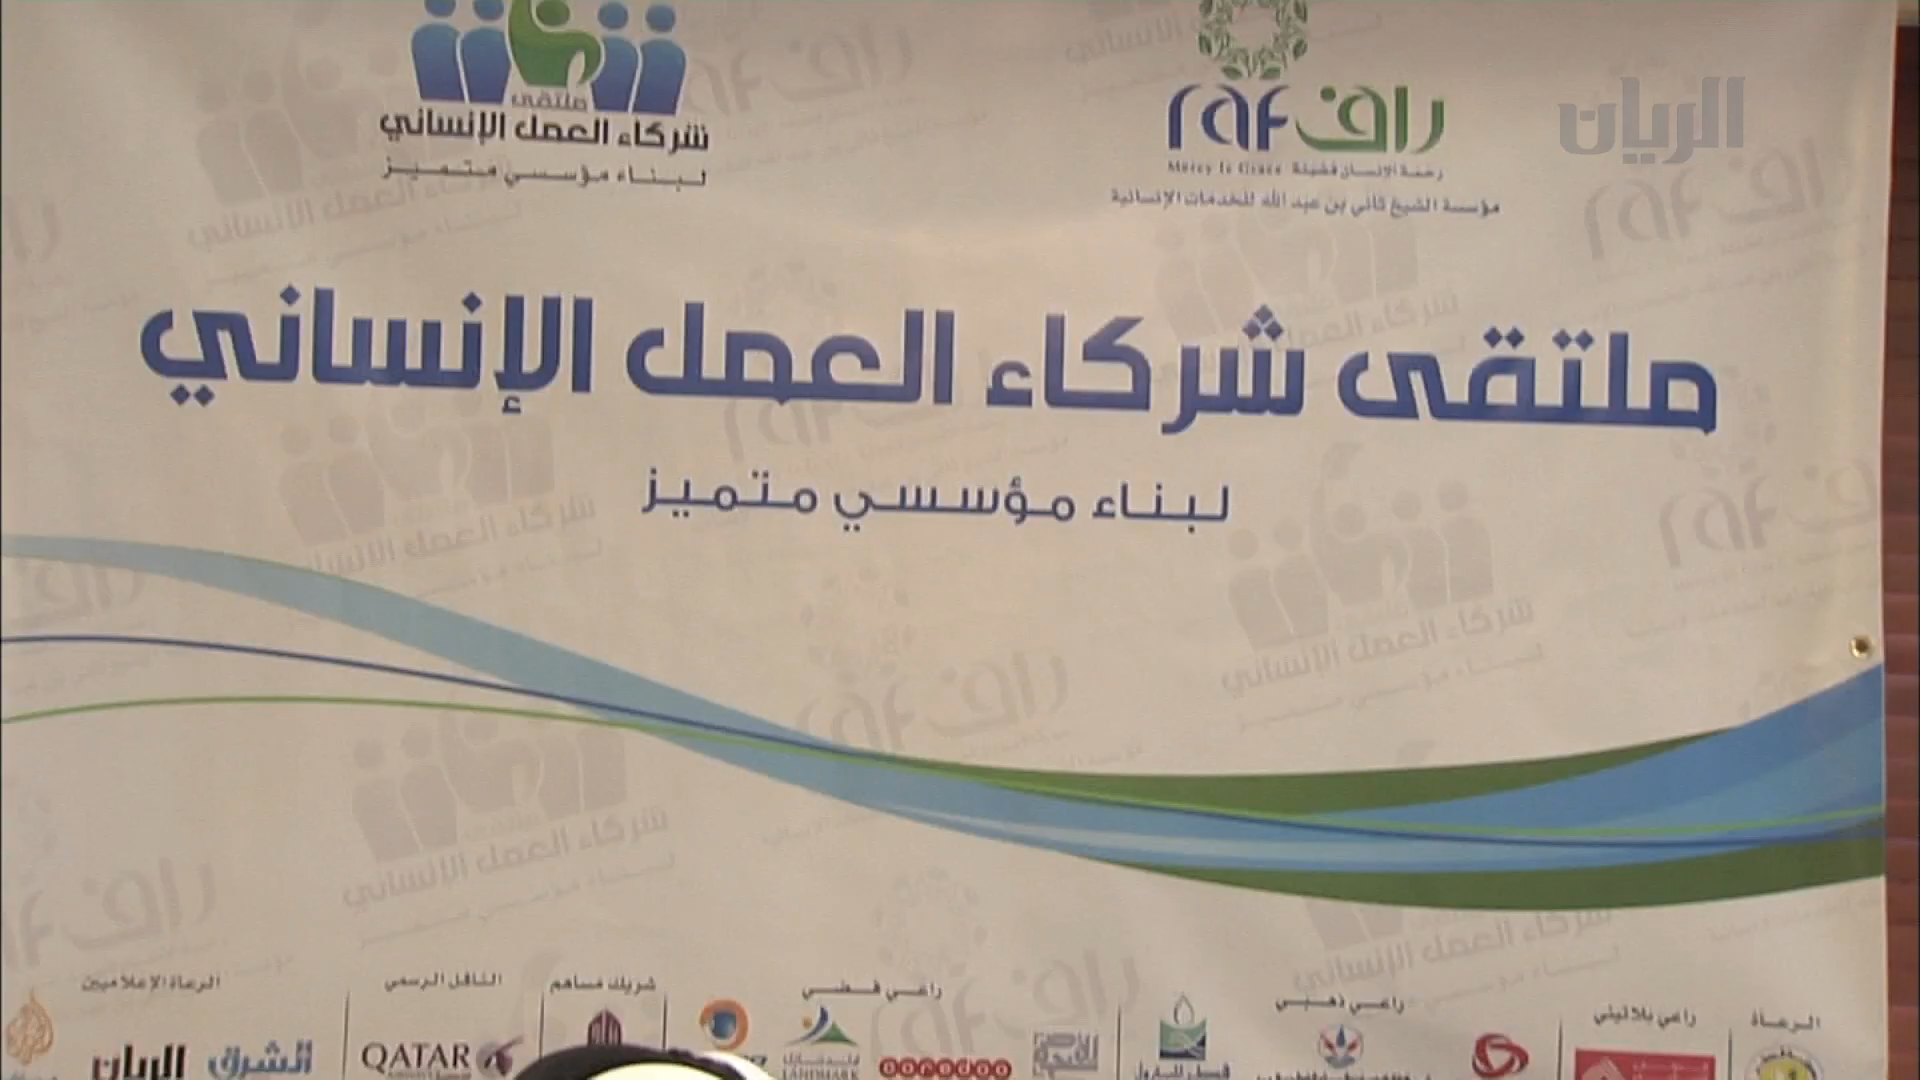 ملتقى
شركاء العمل الإنساني
لبناء مؤسسي متميز
raf راف
Mercy Is Grace رحمة الإنسان فضيلة
مؤسسة الشيخ ثاني بن عبد الله للخدمات الإنسانية
الريان
ملتقى شركاء العمل الإنساني
لبناء مؤسسي متميز
الرعاة
راعي بلاتيني
راعي ذهبي
راعي فضي
شريك مساهم
الناقل الرسمي
الرعاة الإعلاميين
ooredoo
LANDMARK
QATAR
الشرق
الريان